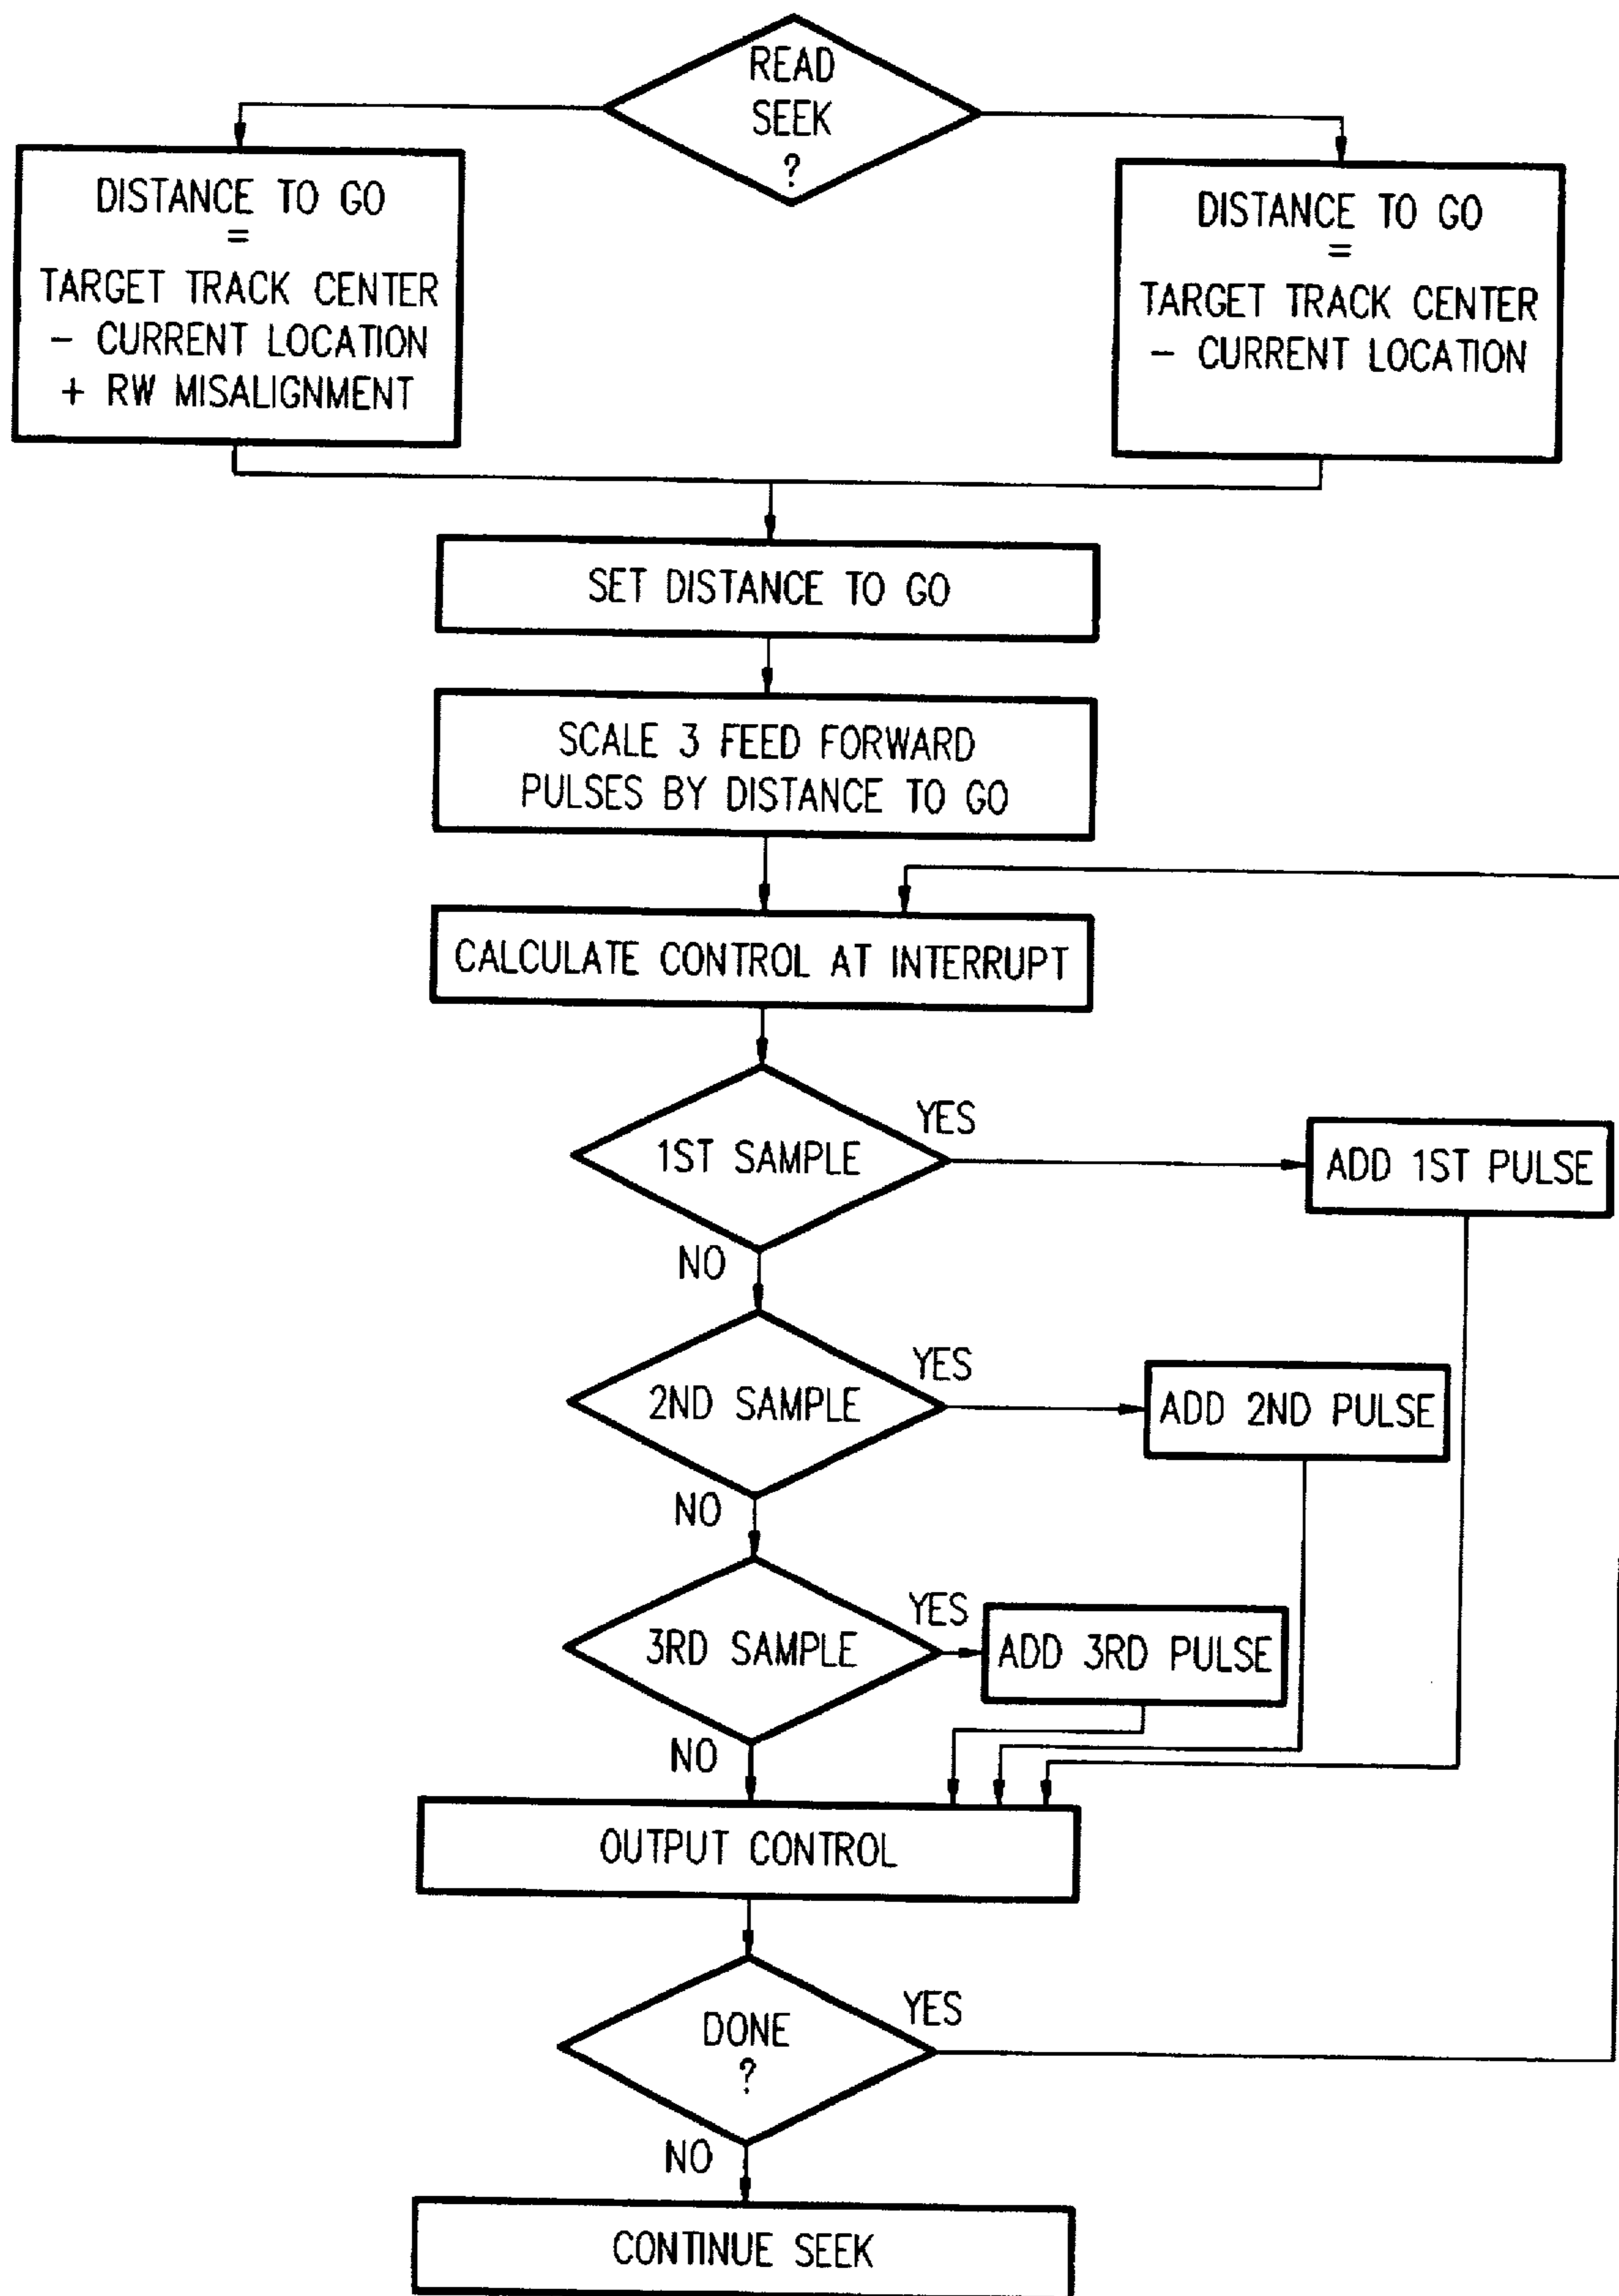 READ
SEEK
?
DISTANCE TO GO
=
TARGET TRACK CENTER
- CURRENT LOCATION
+ RW MISALIGNMENT
DISTANCE TO GO
=
TARGET TRACK CENTER
- CURRENT LOCATION
SET DISTANCE TO GO
SCALE 3 FEED FORWARD
PULSES BY DISTANCE TO GO
CALCULATE CONTROL AT INTERRUPT
1ST SAMPLE
YES
ADD 1ST PULSE
NO
2ND SAMPLE
YES
ADD 2ND PULSE
NO
3RD SAMPLE
YES
ADD 3RD PULSE
NO
OUTPUT CONTROL
DONE
?
YES
NO
CONTINUE SEEK